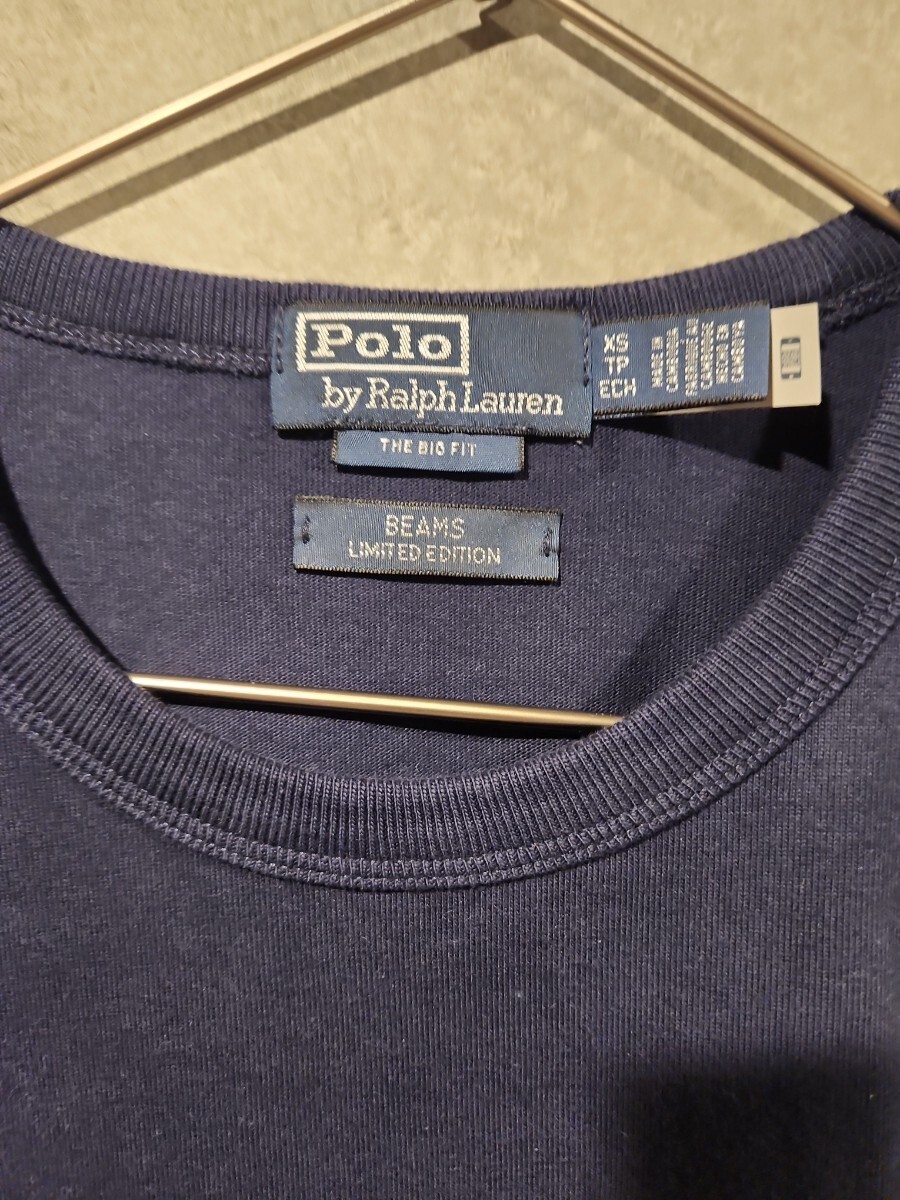 Polo
by Ralph Lauren
THE BIG FIT
XS
TP
ECH
BEAMS
LIMITED EDITION